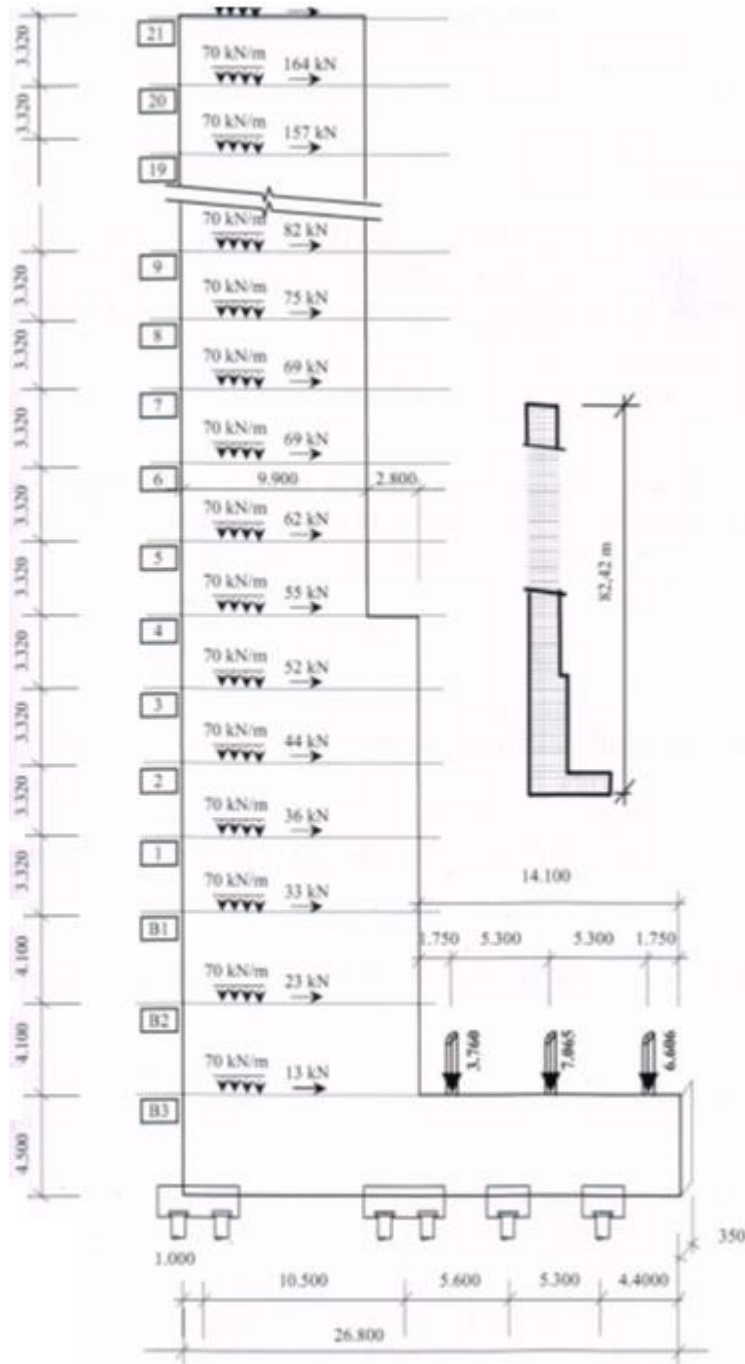 21
3.320
70 kN/m 164 kN
20
3.320
70 kN/m 157 kN
19
70 kN/m 82 kN
9
3.320
70 kN/m 75 kN
8
3.320
70 kN/m 69 kN
7
3.320
70 kN/m 69 kN
6
9.900 2.800
3.320
70 kN/m 62 kN
5
3.320
70 kN/m 55 kN
82,42 m
4
3.320
70 kN/m 52 kN
3
3.320
70 kN/m 44 kN
2
3.320
70 kN/m 36 kN
14.100
1
3.320
70 kN/m 33 kN
B1
1.750 5.300 5.300 1.750
4.100
70 kN/m 23 kN
B2
4.100
3.760 7.065 6.606
70 kN/m 13 kN
B3
4.500
350
1.000
10.500 5.600 5.300 4.4000
26.800